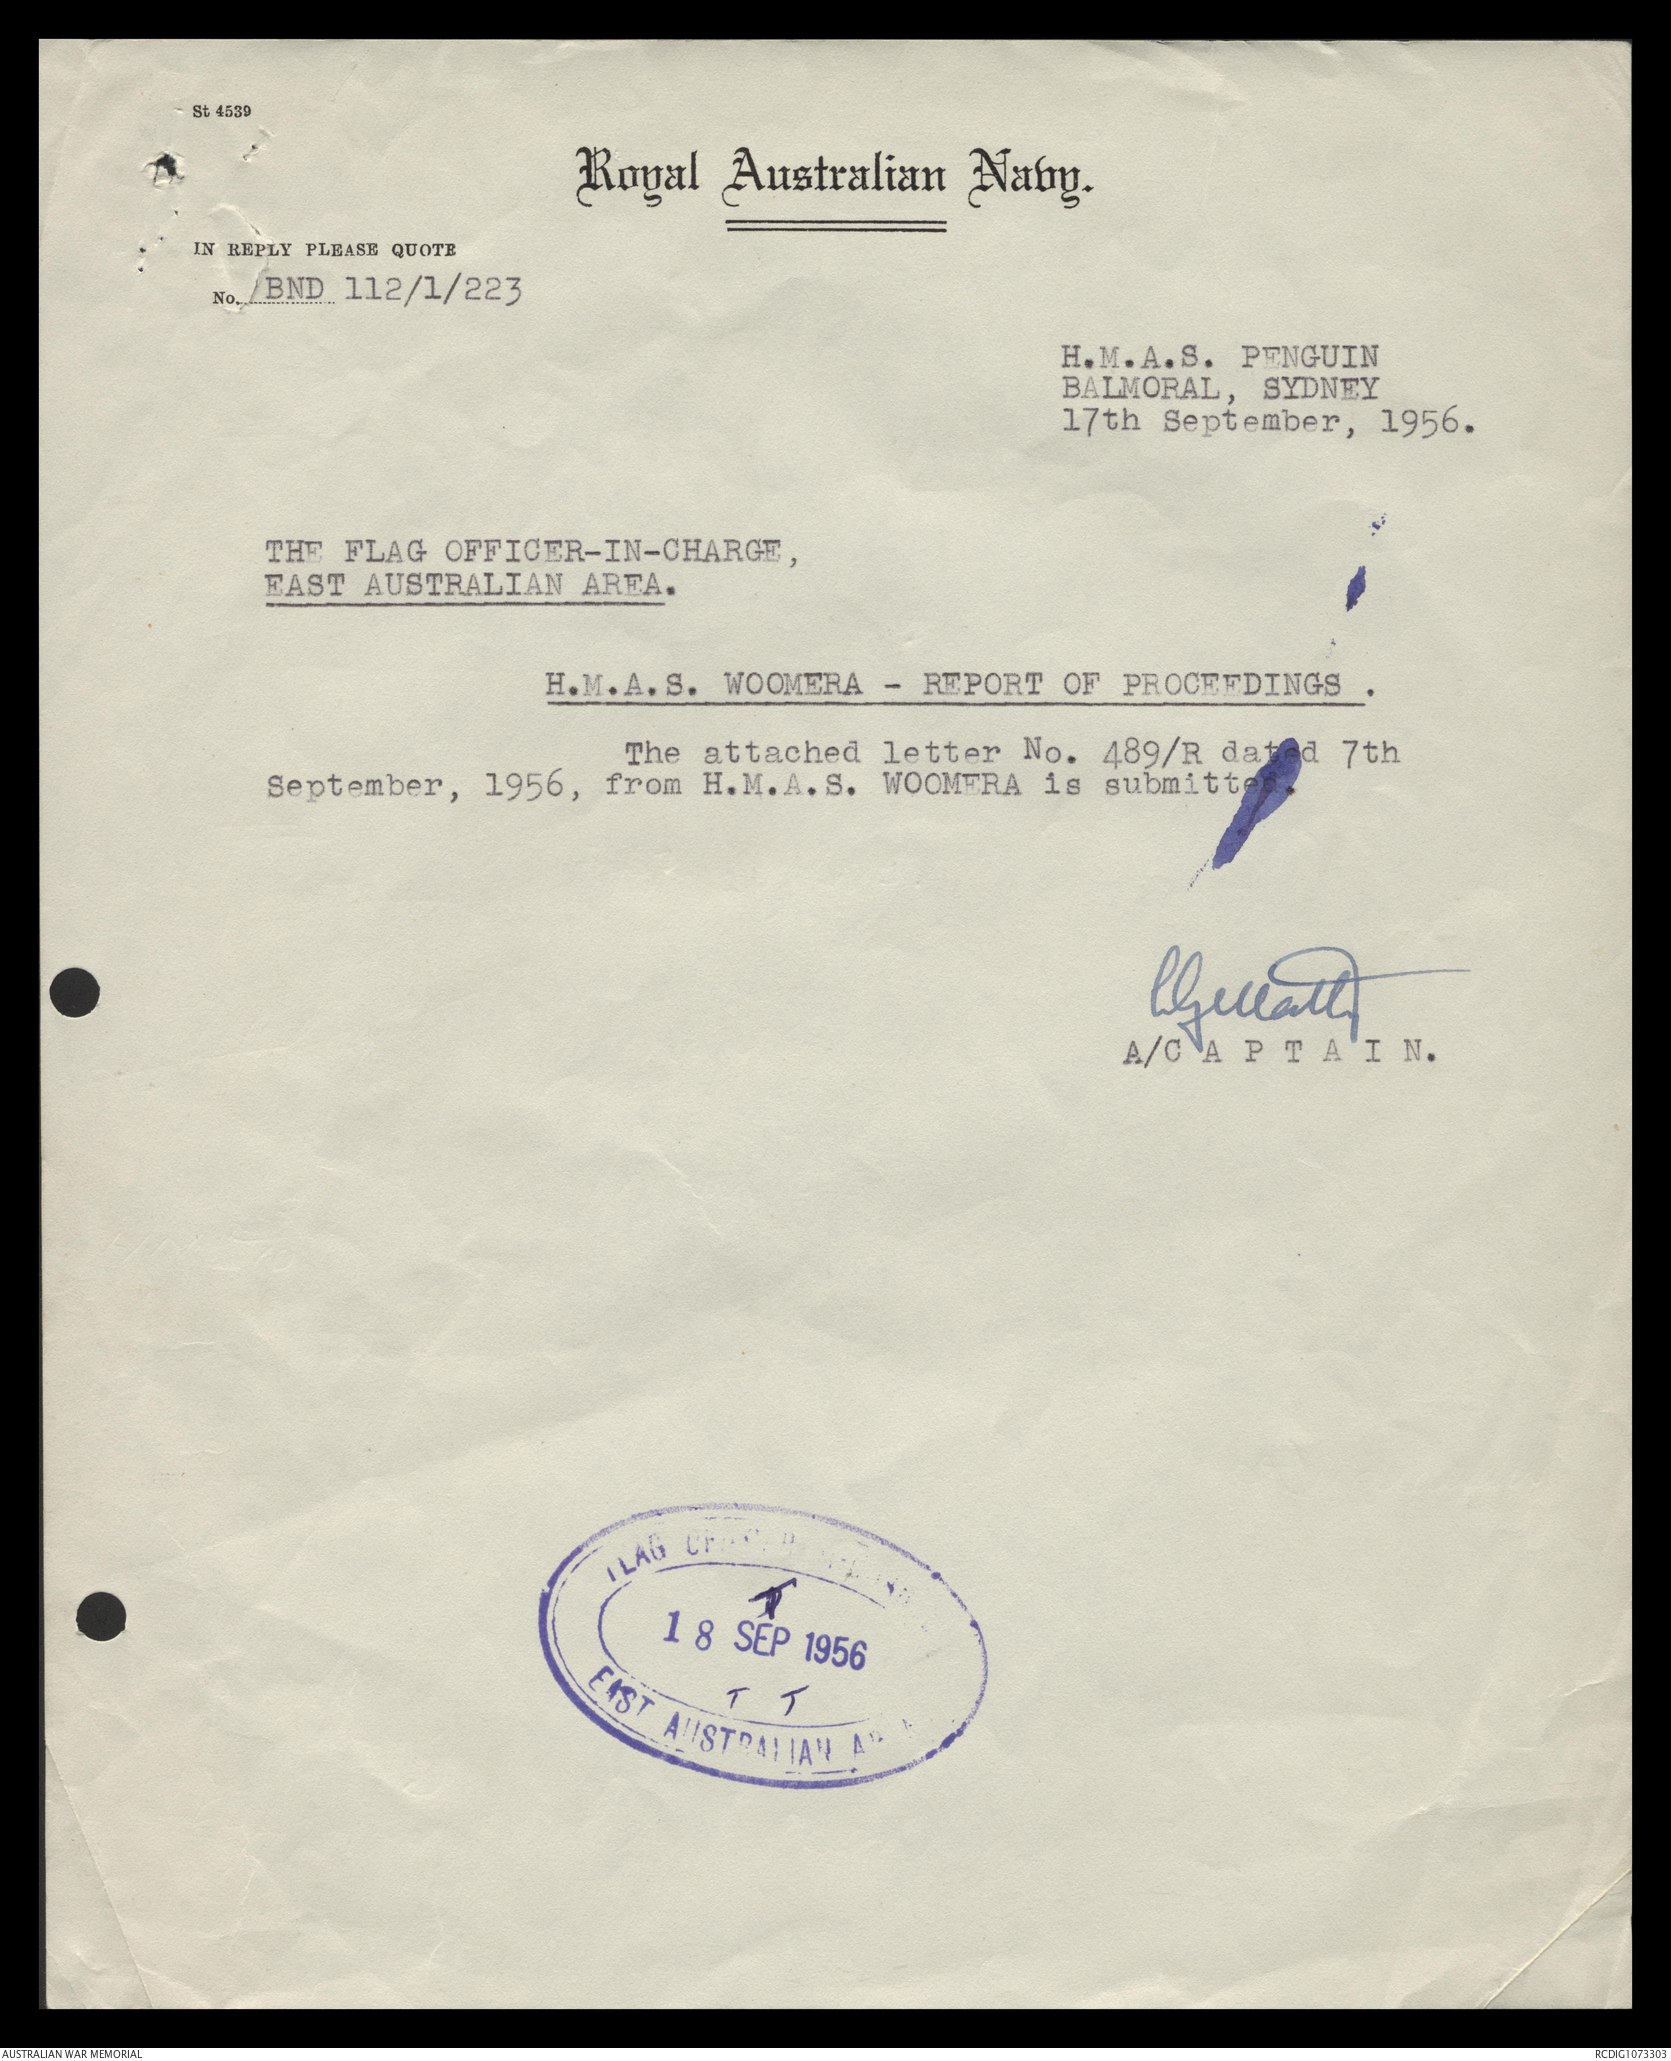 St 4539
Royal Australian Navy.
IN REPLY PLEASE QUOTE
No. BND 112/1/223
H.M.A.S. PENGUIN
BALMORAL, SYDNEY
17th September, 1956.
THE FLAG OFFICER-IN-CHARGE,
EAST AUSTRALIAN AREA.
H.M.A.S. WOOMERA - REPORT OF PROCEEDINGS .
The attached letter No. 489/R dated 7th
September, 1956, from H.M.A.S. WOOMERA is submitted.
A/C A P T A I N.
FLAG
18 SEP 1956
EAST AUSTRALIAN
AUSTRALIAN WAR MEMORIAL
RCDIG1073303